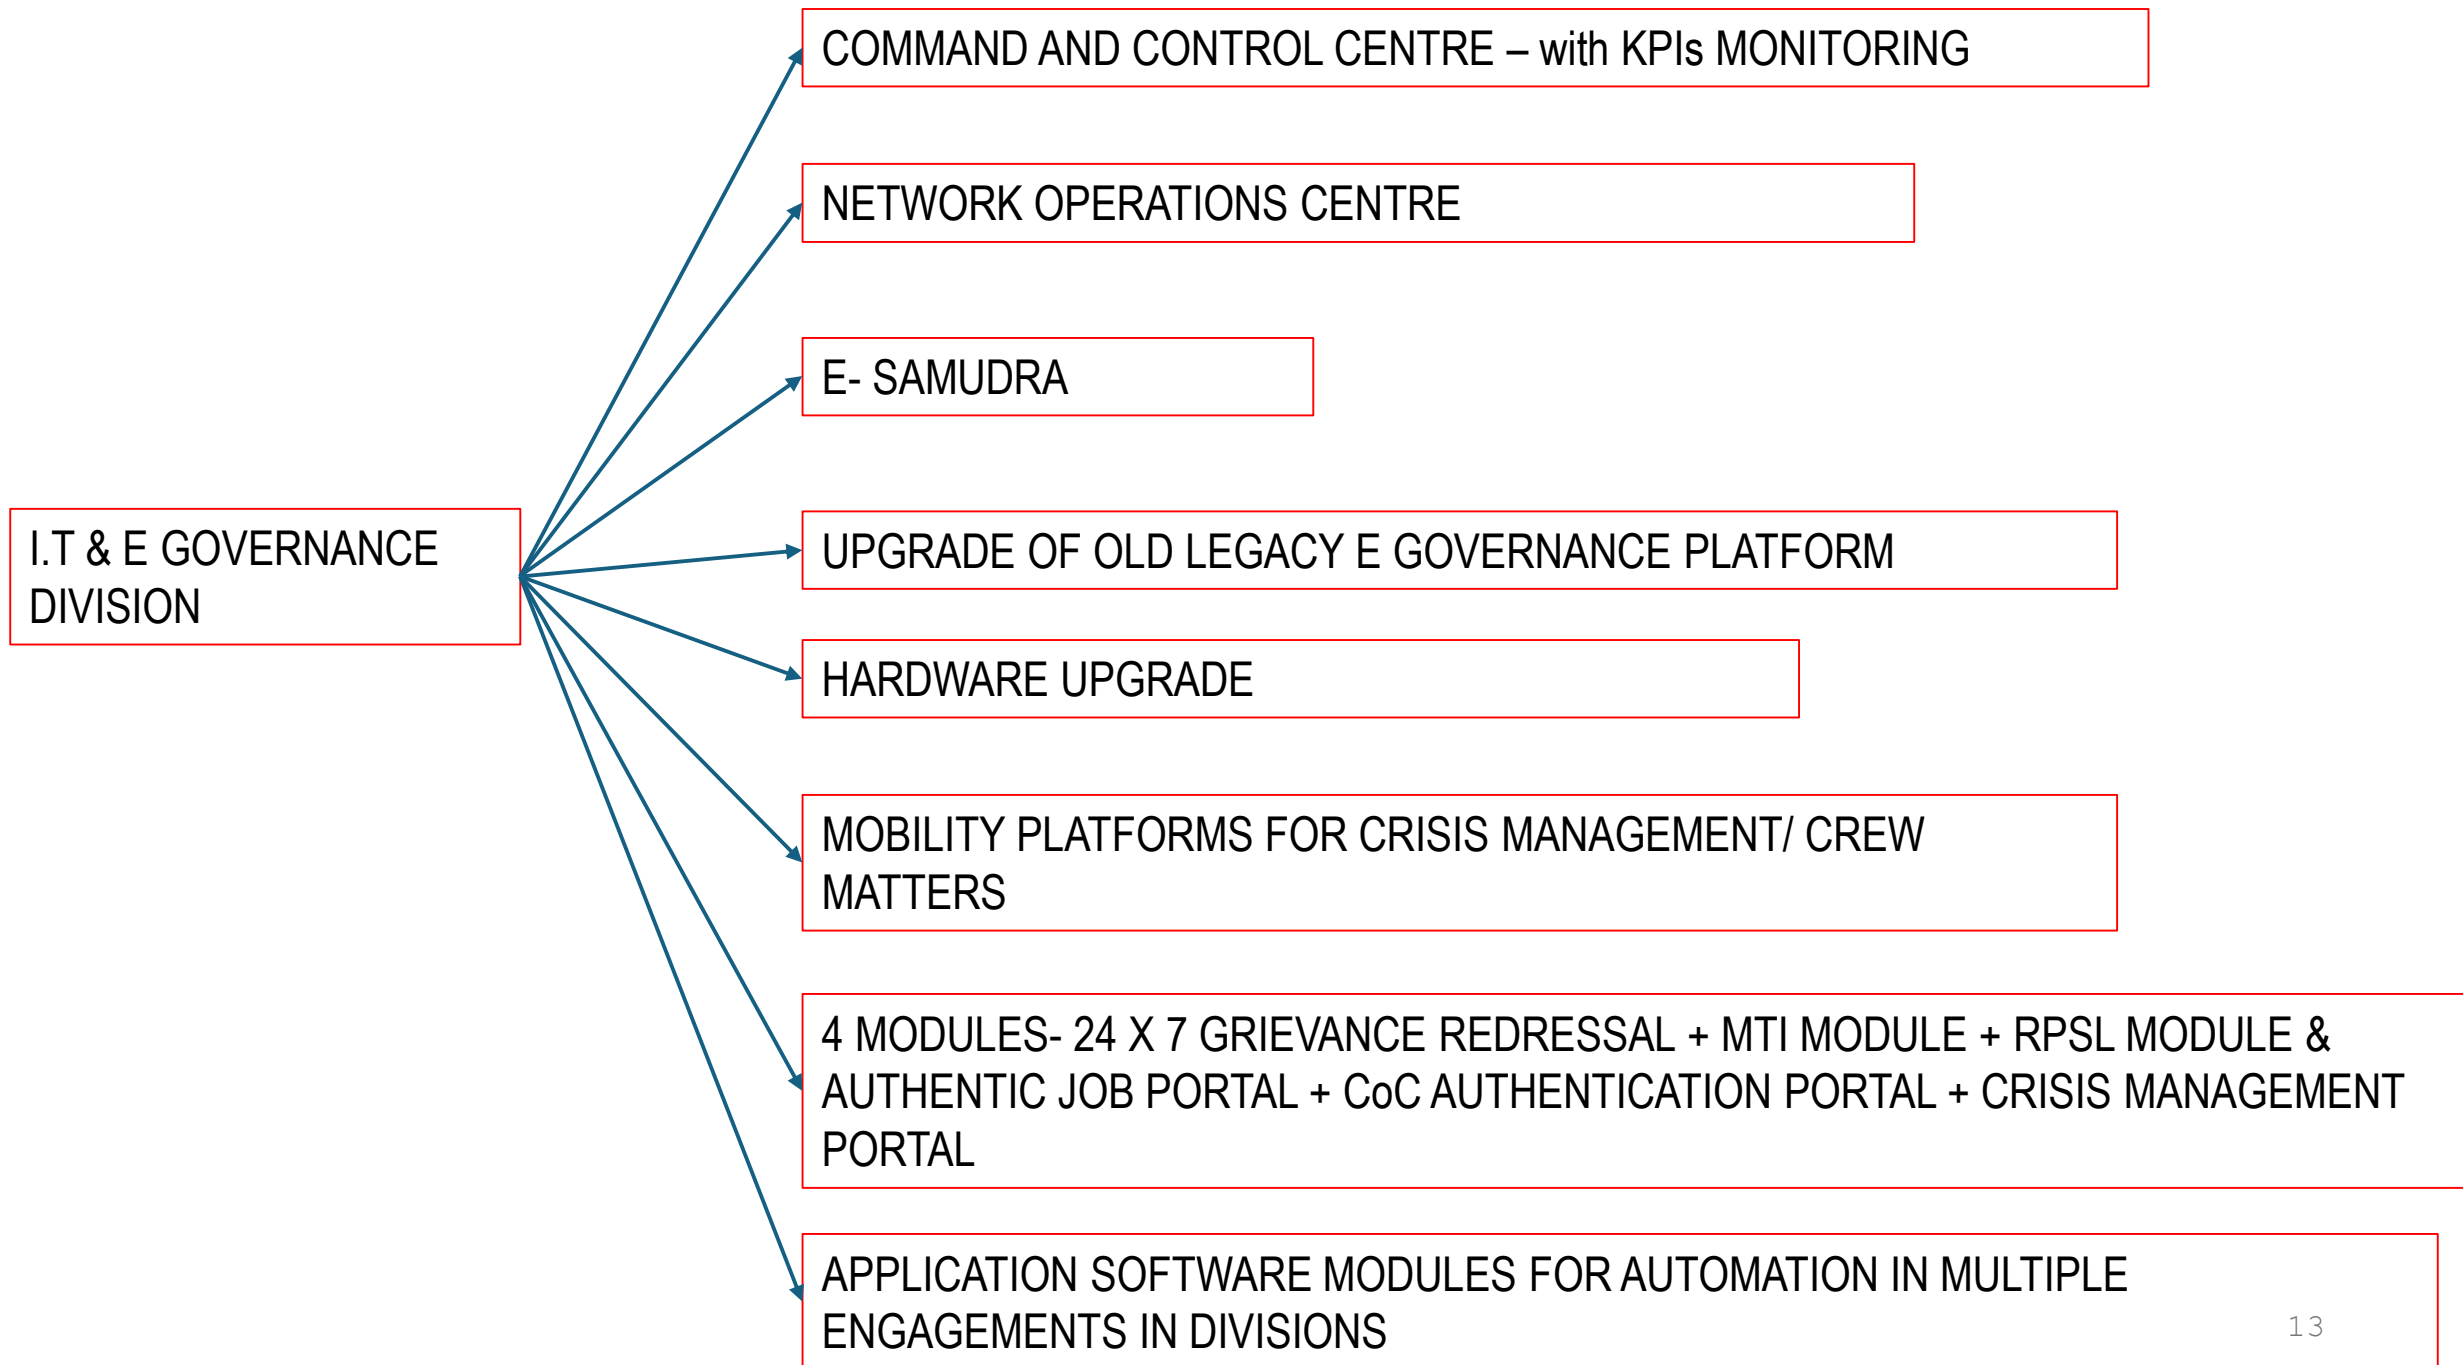 COMMAND AND CONTROL CENTRE – with KPIs MONITORING
NETWORK OPERATIONS CENTRE
E- SAMUDRA
I.T & E GOVERNANCE
DIVISION
UPGRADE OF OLD LEGACY E GOVERNANCE PLATFORM
HARDWARE UPGRADE
MOBILITY PLATFORMS FOR CRISIS MANAGEMENT/ CREW
MATTERS
4 MODULES- 24 X 7 GRIEVANCE REDRESSAL + MTI MODULE + RPSL MODULE &
AUTHENTIC JOB PORTAL + CoC AUTHENTICATION PORTAL + CRISIS MANAGEMENT
PORTAL
APPLICATION SOFTWARE MODULES FOR AUTOMATION IN MULTIPLE
ENGAGEMENTS IN DIVISIONS
13